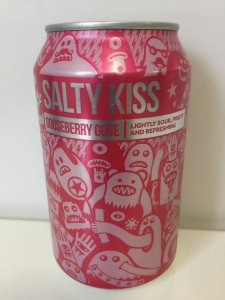 SALTY KISS
GOOSEBERRY GOSE
LIGHTLY SOUR, FRUITY
AND REFRESHING